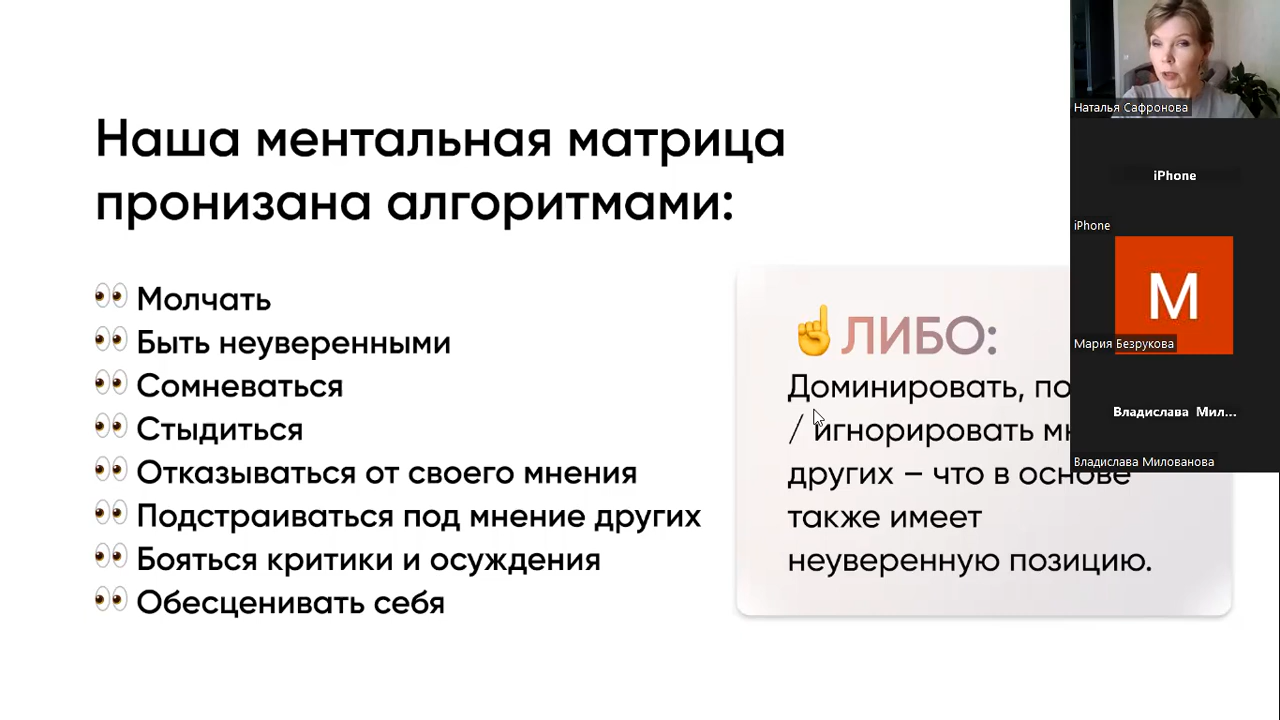 Наша ментальная матрица
пронизана алгоритмами:
Молчать
Быть неуверенными
Сомневаться
Стыдиться
Отказываться от своего мнения
Подстраиваться под мнение других
Бояться критики и осуждения
Обесценивать себя
ЛИБО:
Доминировать,
/ игнорировать
других – что в основе
также имеет
неуверенную позицию.
Наталья Сафронова
iPhone
iPhone
М
Мария Безрукова
Владислава Мил...
Владислава Милованова